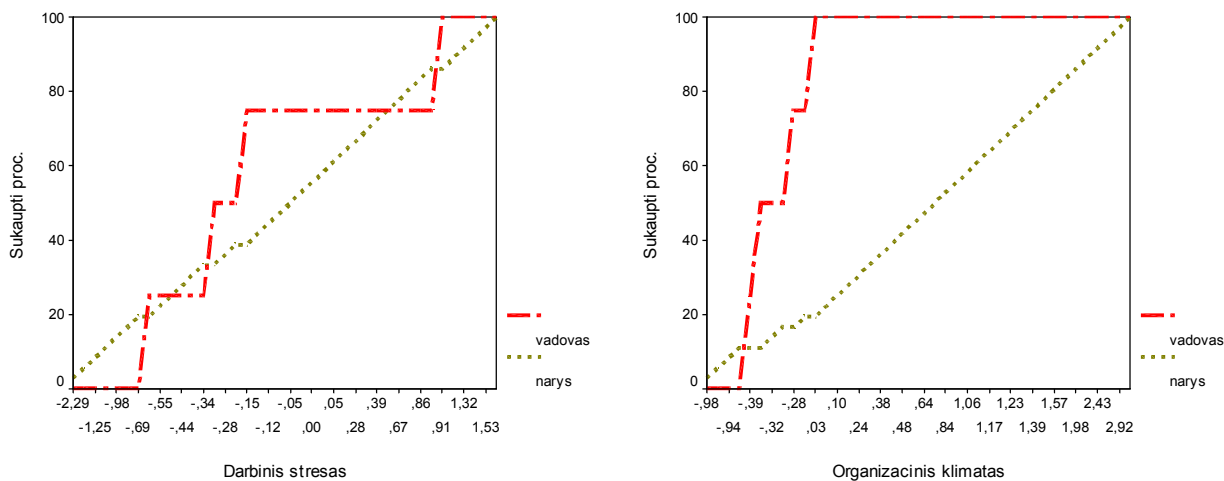 Sukaupti proc.
100
80
60
40
20
0
-2,29 -,98 -,55 -,34 -,15 -,05 ,05 ,39 ,86 1,32
-1,25 -,69 -,44 -,28 -,12 ,00 ,28 ,67 ,91 1,53
Darbinis stresas
vadovas
narys
Sukaupti proc.
100
80
60
40
20
0
-,98 -,39 -,28 ,10 ,38 ,64 1,06 1,23 1,57 2,43
-,94 -,32 ,03 ,24 ,48 ,84 1,17 1,39 1,98 2,92
Organizacinis klimatas
vadovas
narys